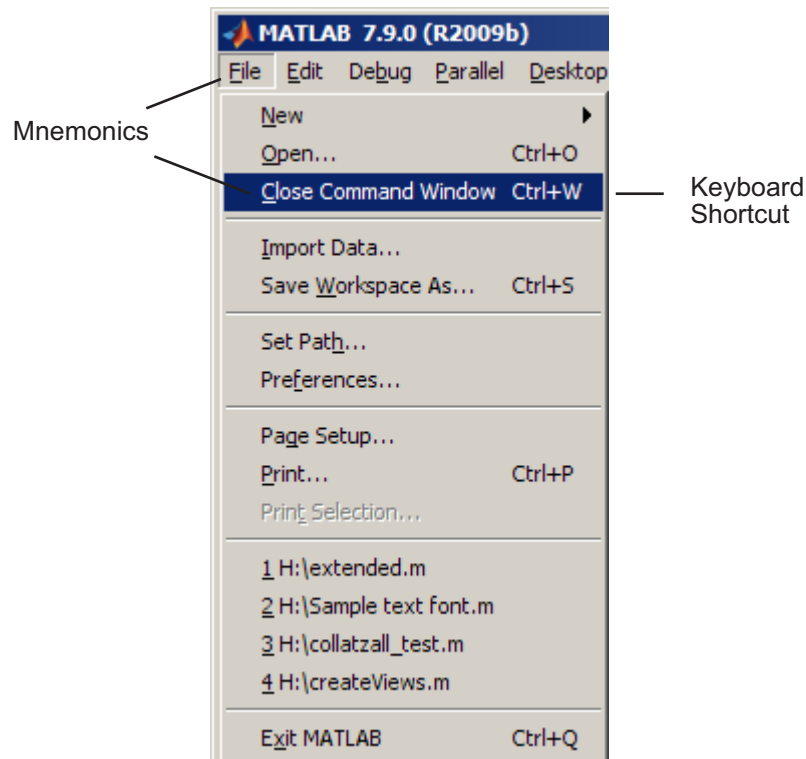 MATLAB 7.9.0 (R2009b)
File Edit Debug Parallel Desktop
Mnemonics
New
Open... Ctrl+O
Close Command Window Ctrl+W
Keyboard
Shortcut
Import Data...
Save Workspace As... Ctrl+S
Set Path...
Preferences...
Page Setup...
Print... Ctrl+P
Print Selection...
1 H:\extended.m
2 H:\Sample text font.m
3 H:\collatzall_test.m
4 H:\createViews.m
Exit MATLAB Ctrl+Q